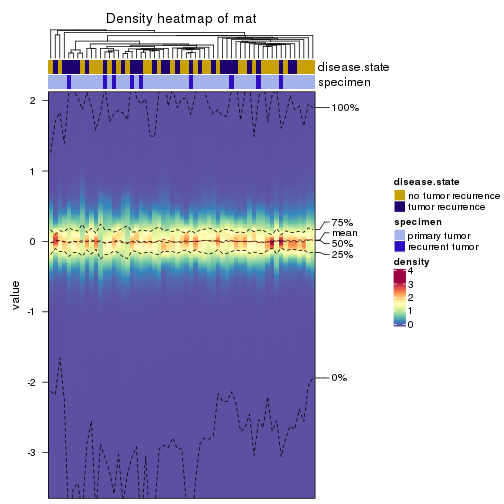 Density heatmap of mat
disease.state
specimen
2
1
0
-1
-2
-3
value
100%
75%
mean
50%
25%
0%
disease.state
no tumor recurrence
tumor recurrence
specimen
primary tumor
recurrent tumor
density
4
3
2
1
0